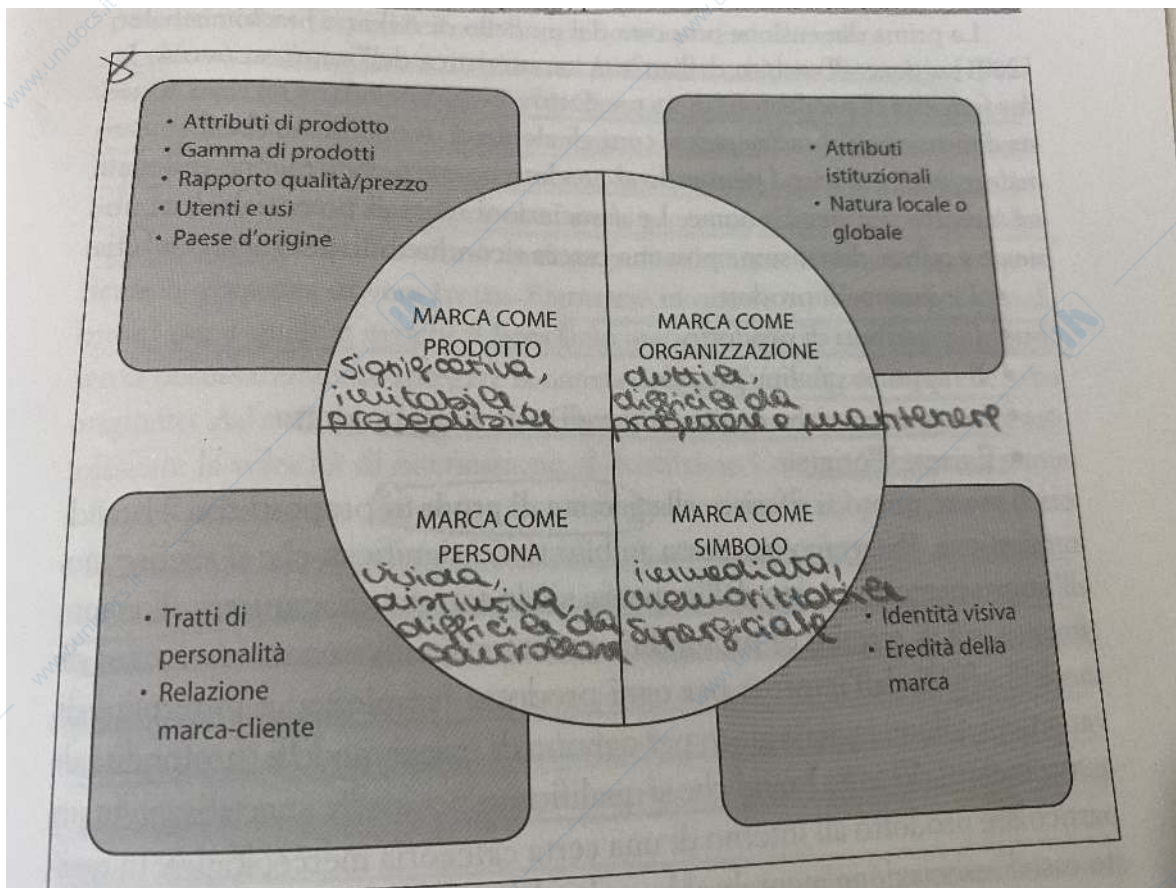 • Attributi di prodotto
• Gamma di prodotti
• Rapporto qualità/prezzo
• Utenti e usi
• Paese d'origine
• Attributi
istituzionali
• Natura locale o
globale
MARCA COME
PRODOTTO
Significativa,
imitabile,
prevedibile
MARCA COME
ORGANIZZAZIONE
duttile,
difficile da
progettare e mantenere
MARCA COME
PERSONA
vivida,
distintiva,
difficile da
controllare
MARCA COME
SIMBOLO
immediata,
memorizzabile
superficiale
• Tratti di
personalità
• Relazione
marca-cliente
• Identità visiva
• Eredità della
marca